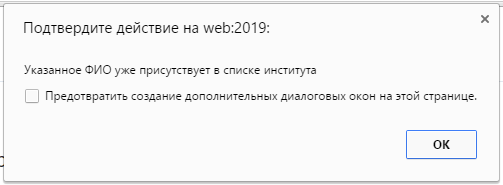 Подтвердите действие на web:2019:
Указанное ФИО уже присутствует в списке института
Предотвратить создание дополнительных диалоговых окон на этой странице.
ОК